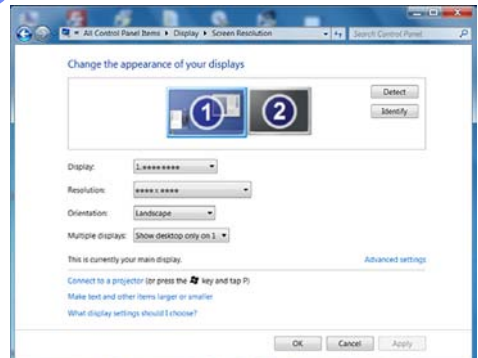 All Control Panel Items ▸ Display ▸ Screen Resolution
Search Control Panel
Change the appearance of your displays
Detect
Identify
1
2
Display: 1.********
Resolution: **** x ****
Orientation: Landscape
Multiple displays: Show desktop only on 1
This is currently your main display.
Advanced settings
Connect to a projector (or press the key and tap P)
Make text and other items larger or smaller
What display settings should I choose?
OK
Cancel
Apply